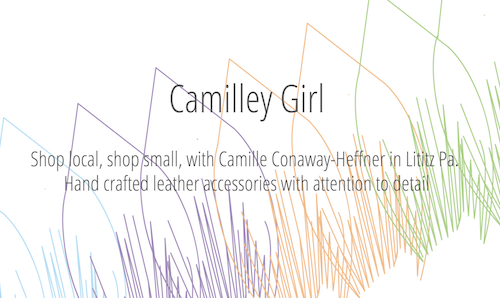 Camilley Girl
Shop local, shop small, with Camille Conaway-Heffner in Lititz Pa.
Hand crafted leather accessories with attention to detail